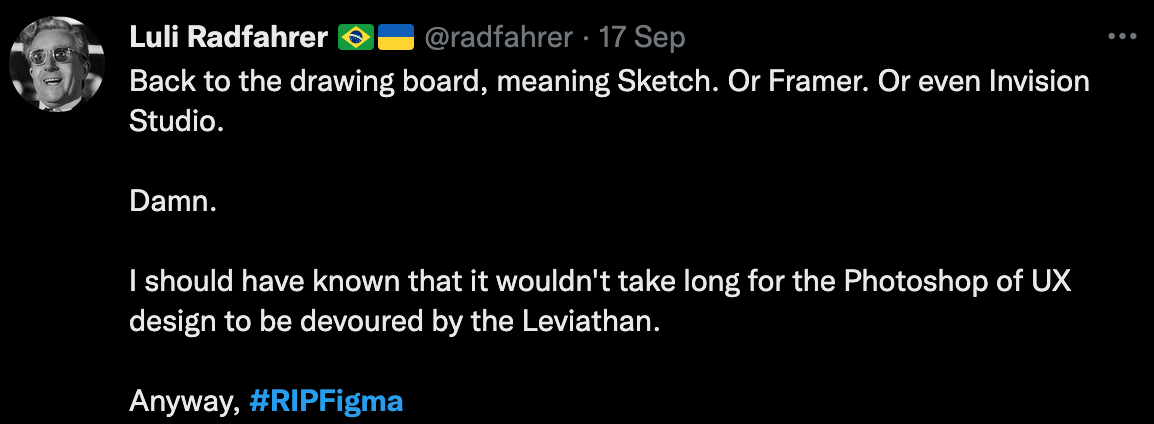 Luli Radfahrer 🇧🇷🇺🇦 @radfahrer · 17 Sep
Back to the drawing board, meaning Sketch. Or Framer. Or even Invision
Studio.
Damn.
I should have known that it wouldn't take long for the Photoshop of UX
design to be devoured by the Leviathan.
Anyway, #RIPFigma